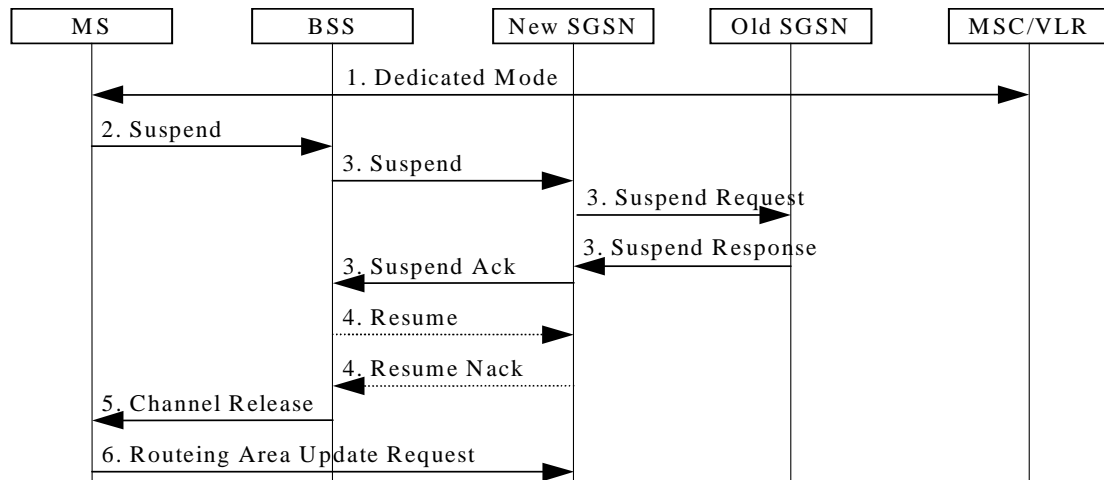 MS
BSS
New SGSN
Old SGSN
MSC/VLR
1. Dedicated Mode
2. Suspend
3. Suspend
3. Suspend Request
3. Suspend Response
3. Suspend Ack
4. Resume
4. Resume Nack
5. Channel Release
6. Routeing Area Update Request